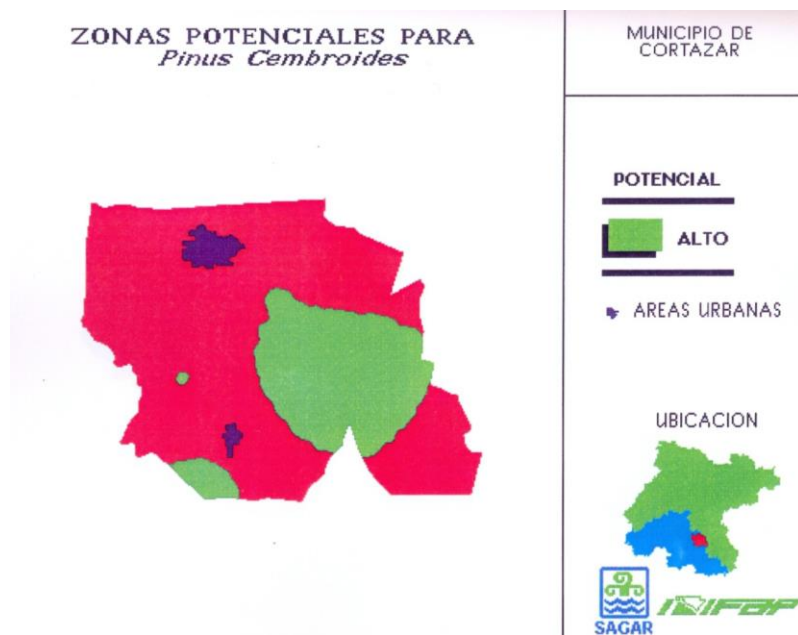 ZONAS POTENCIALES PARA
Pinus Cembroides
MUNICIPIO DE
CORTAZAR
POTENCIAL
ALTO
AREAS URBANAS
UBICACION
SAGAR
INIFAP